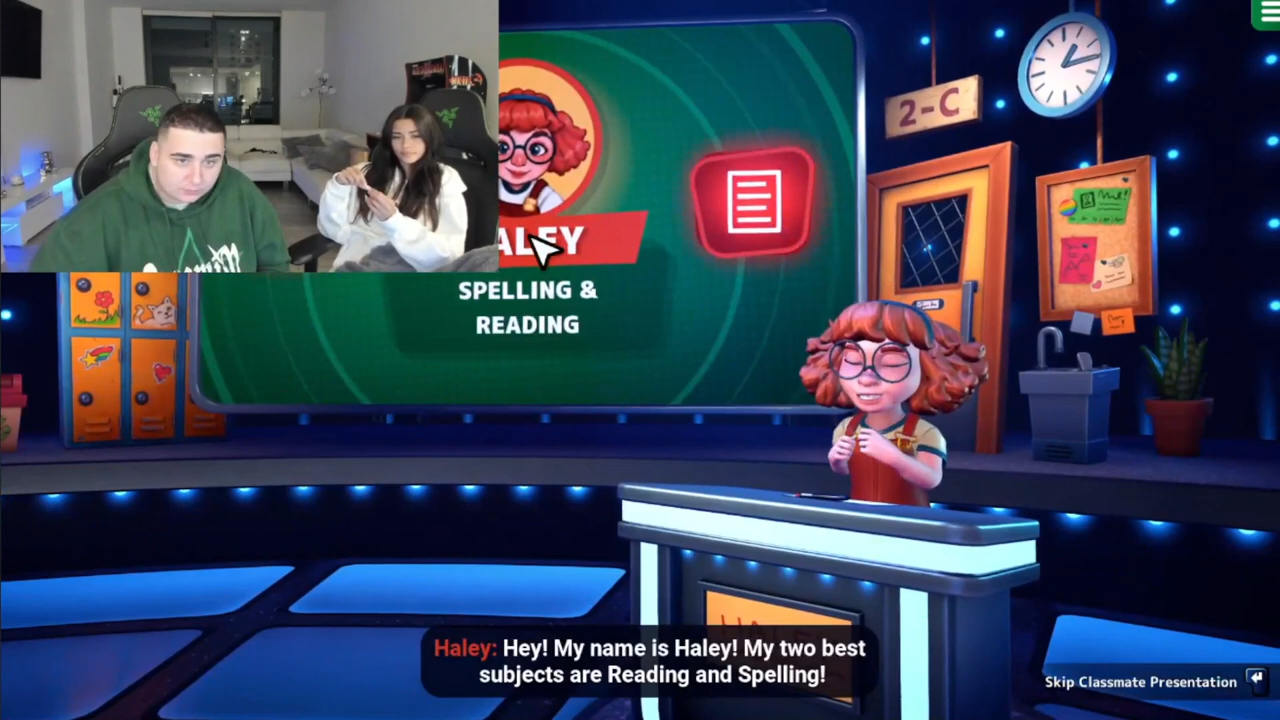 2-C
Me!
ALEY
SPELLING &
READING
Haley: Hey! My name is Haley! My two best
subjects are Reading and Spelling!
Skip Classmate Presentation